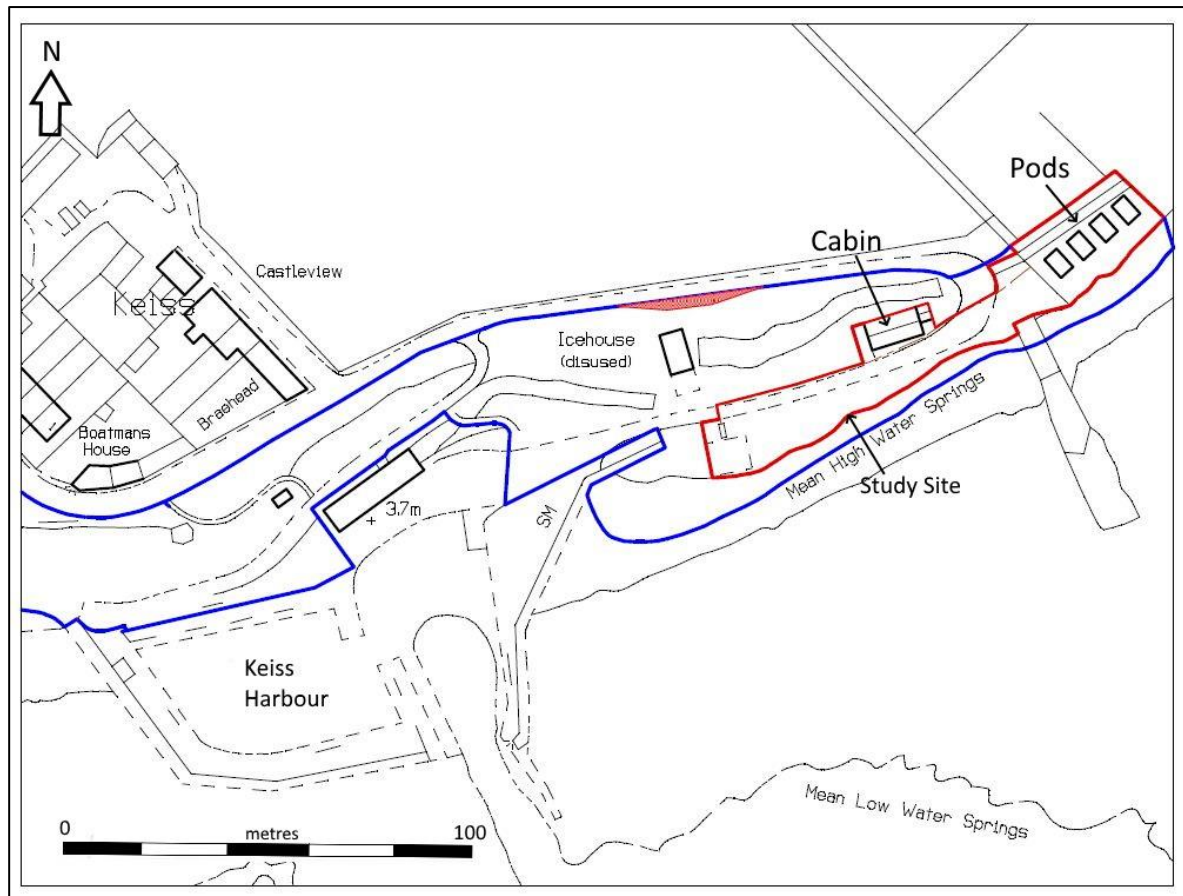 N
Pods
Cabin
Castleview
Keiss
Icehouse
(disused)
Braehead
Boatmans
House
Mean High Water Springs
Study Site
+ 3.7m
SM
Keiss
Harbour
Mean Low Water Springs
0 metres 100